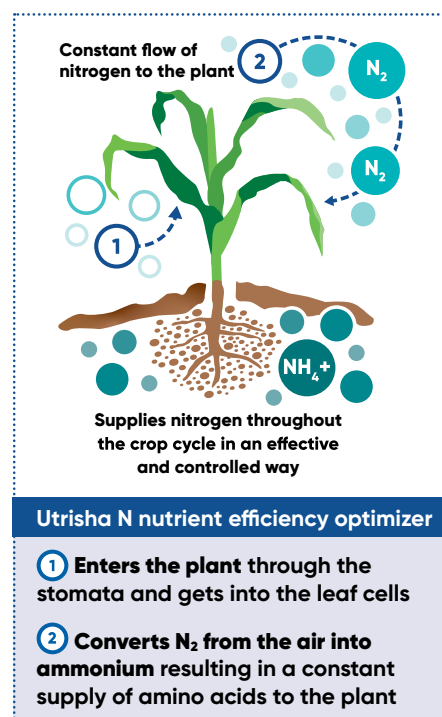 Constant flow of
nitrogen to the plant
2
N₂
N₂
1
NH₄+
Supplies nitrogen throughout
the crop cycle in an effective
and controlled way
Utrisha N nutrient efficiency optimizer
1 Enters the plant through the
stomata and gets into the leaf cells
2 Converts N₂ from the air into
ammonium resulting in a constant
supply of amino acids to the plant